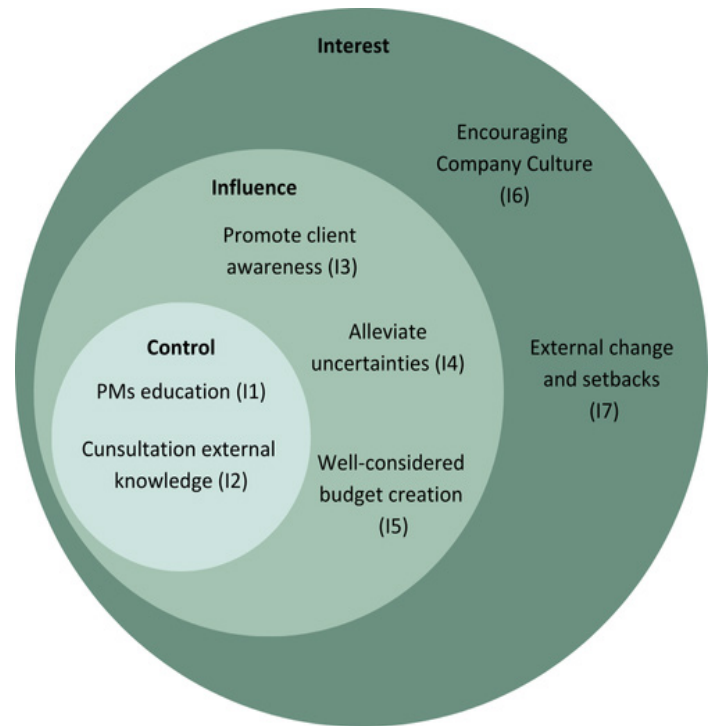 Interest
Encouraging
Company Culture
(I6)
Influence
Promote client
awareness (I3)
Alleviate
uncertainties (I4)
Control
PMs education (I1)
External change
and setbacks
(I7)
Cunsultation external
knowledge (I2)
Well-considered
budget creation
(I5)